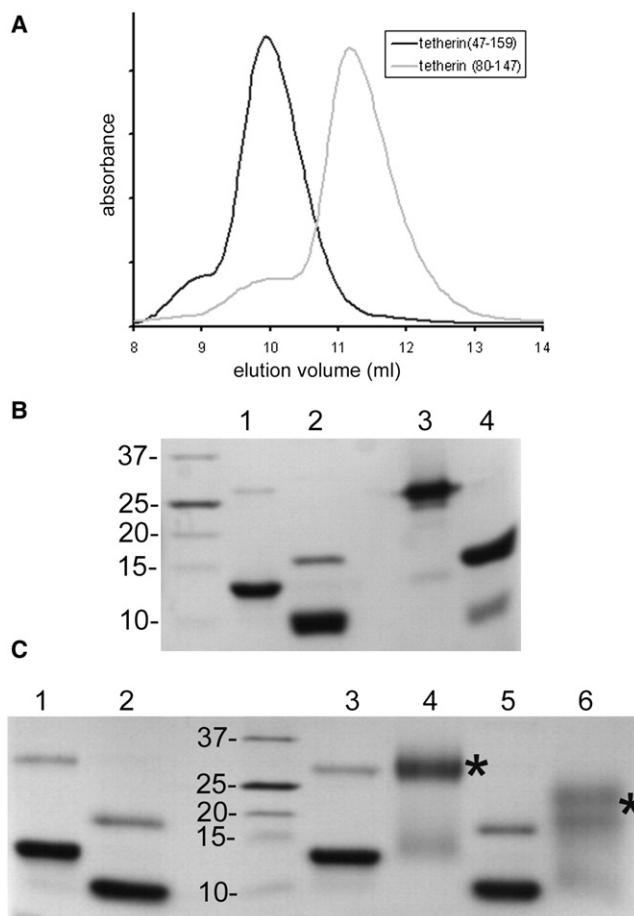 A
tetherin(47-159)
tetherin (80-147)
absorbance
8 9 10 11 12 13 14
elution volume (ml)
B
1 2 3 4
37-
25-
20-
15-
10-
C
1 2 3 4 5 6
37-
25-
20-
15-
10-
*
*